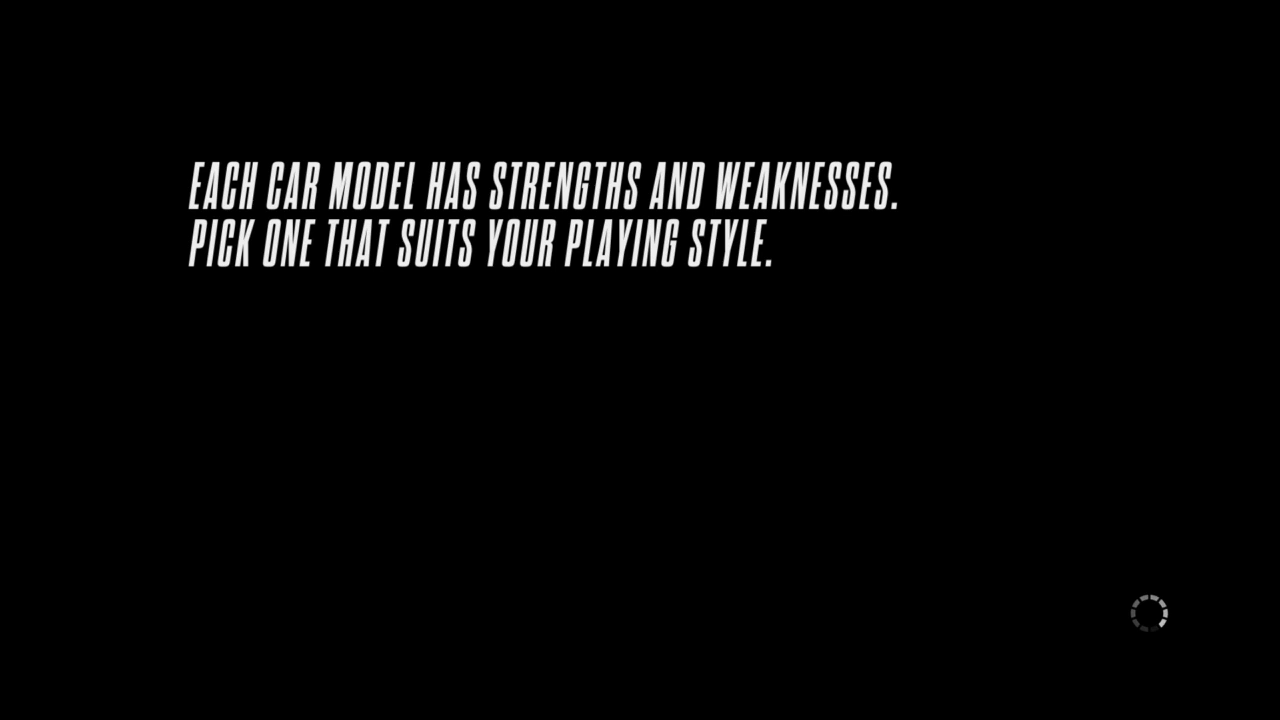 EACH CAR MODEL HAS STRENGTHS AND WEAKNESSES.
PICK ONE THAT SUITS YOUR PLAYING STYLE.